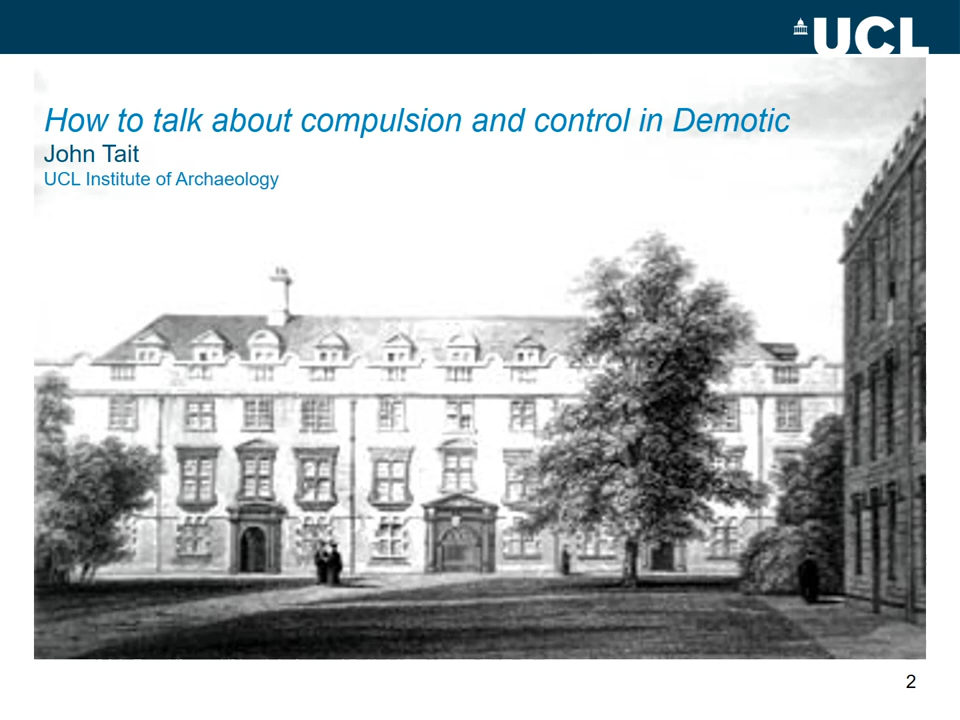 UCL
How to talk about compulsion and control in Demotic
John Tait
UCL Institute of Archaeology
2